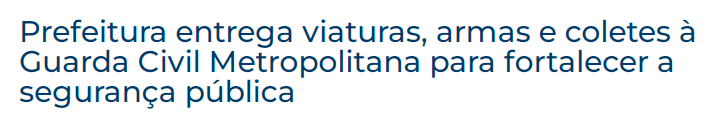 Prefeitura entrega viaturas, armas e coletes à
Guarda Civil Metropolitana para fortalecer a
segurança pública